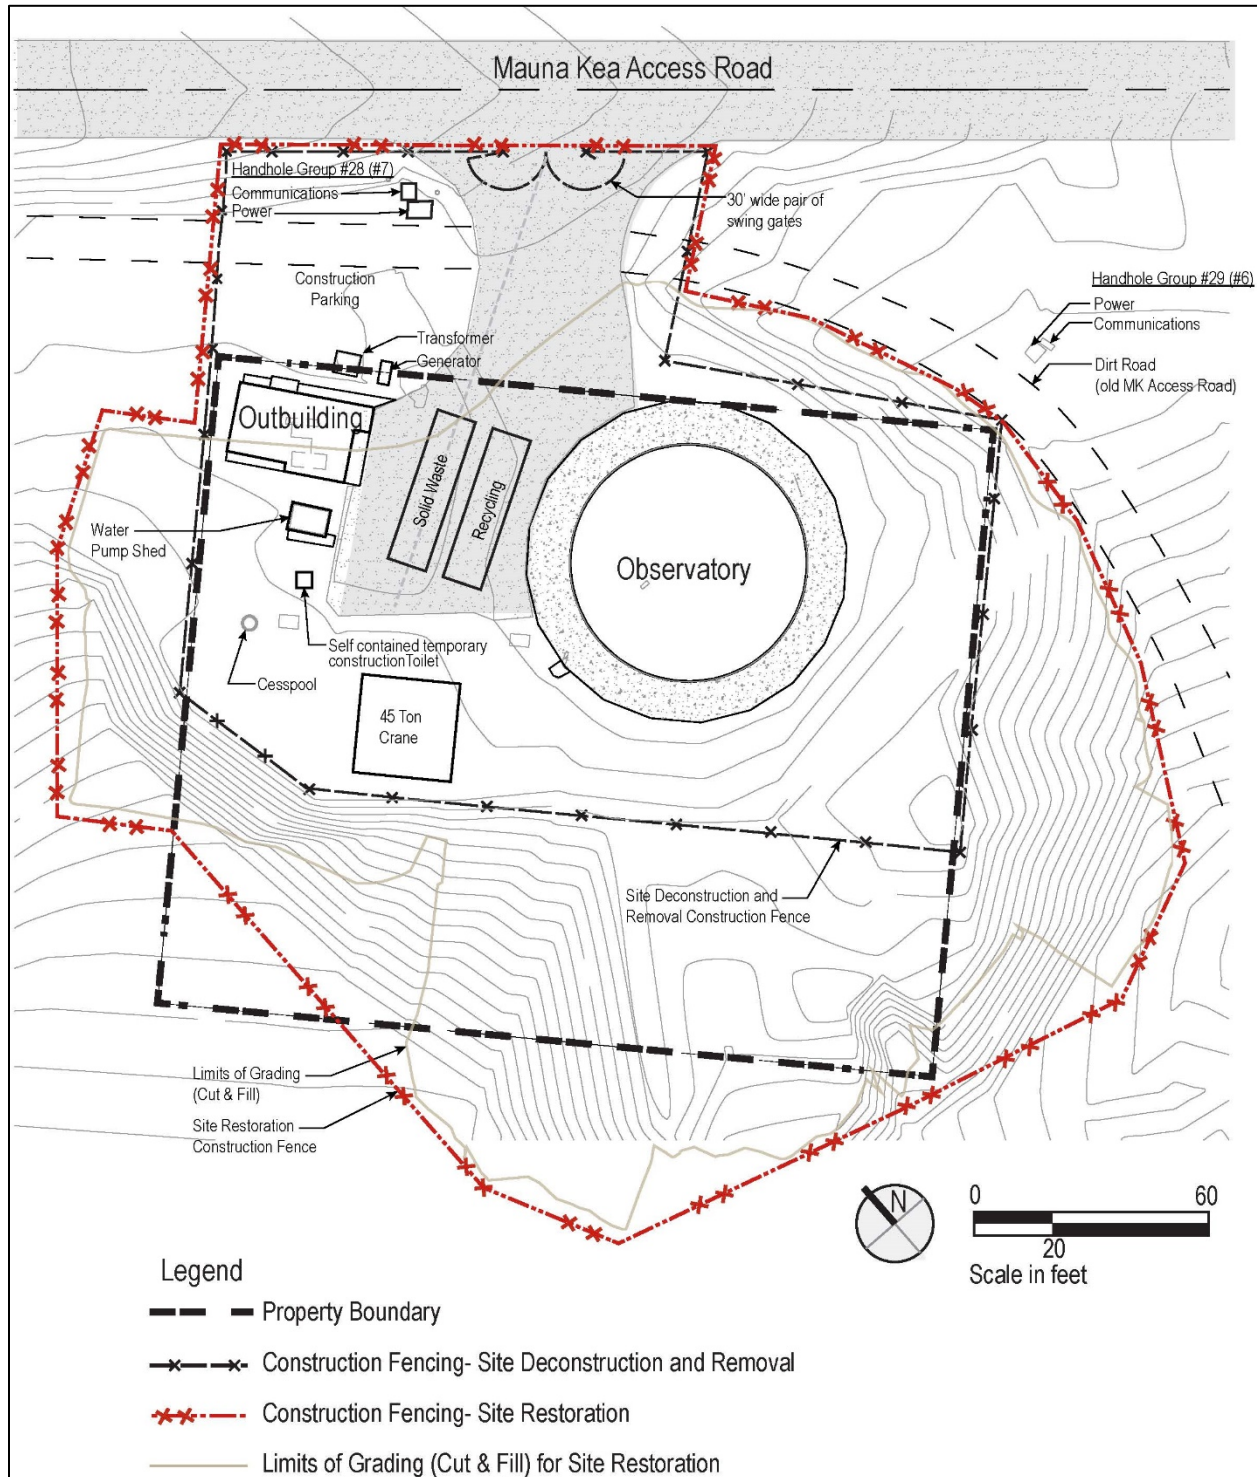 Mauna Kea Access Road
Handhole Group #28 (#7)
Communications
Power
30' wide pair of
swing gates
Construction
Parking
Handhole Group #29 (#6)
Power
Communications
Dirt Road
(old MK Access Road)
Transformer
Generator
Outbuilding
Solid Waste
Recycling
Water
Pump Shed
Observatory
Self contained temporary
constructionToilet
Cesspool
45 Ton
Crane
Site Deconstruction and
Removal Construction Fence
Limits of Grading
(Cut & Fill)
Site Restoration
Construction Fence
N
0 60
20
Scale in feet
Legend
Property Boundary
Construction Fencing- Site Deconstruction and Removal
Construction Fencing- Site Restoration
Limits of Grading (Cut & Fill) for Site Restoration